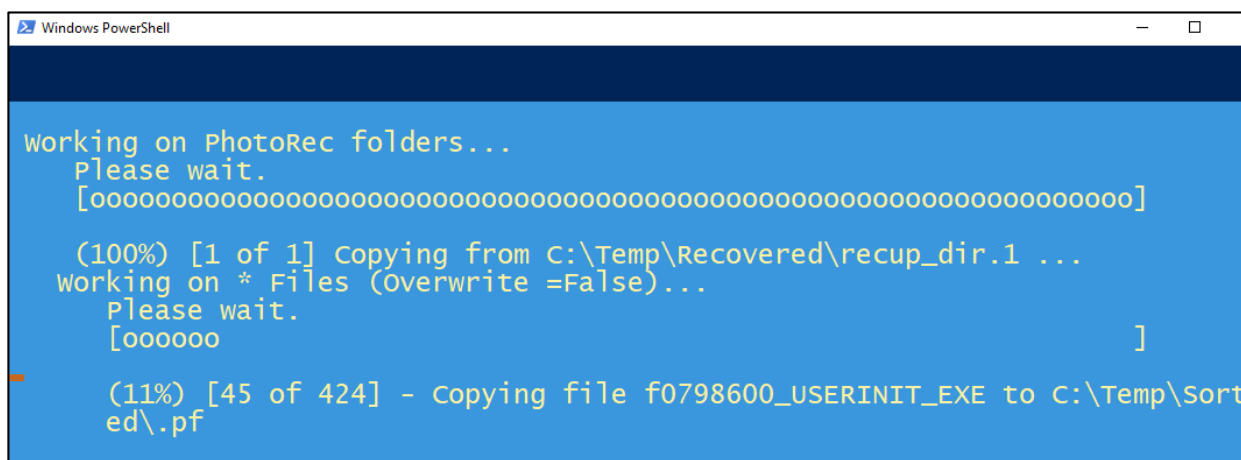 Windows PowerShell
Working on PhotoRec folders...
Please wait.
[oooooooooooooooooooooooooooooooooooooooooooooooooooooooooooooooo]
(100%) [1 of 1] Copying from C:\Temp\Recovered\recup_dir.1 ...
Working on * Files (Overwrite =False)...
Please wait.
[oooooo                                                        ]
(11%) [45 of 424] - Copying file f0798600_USERINIT_EXE to C:\Temp\Sort
ed\.pf